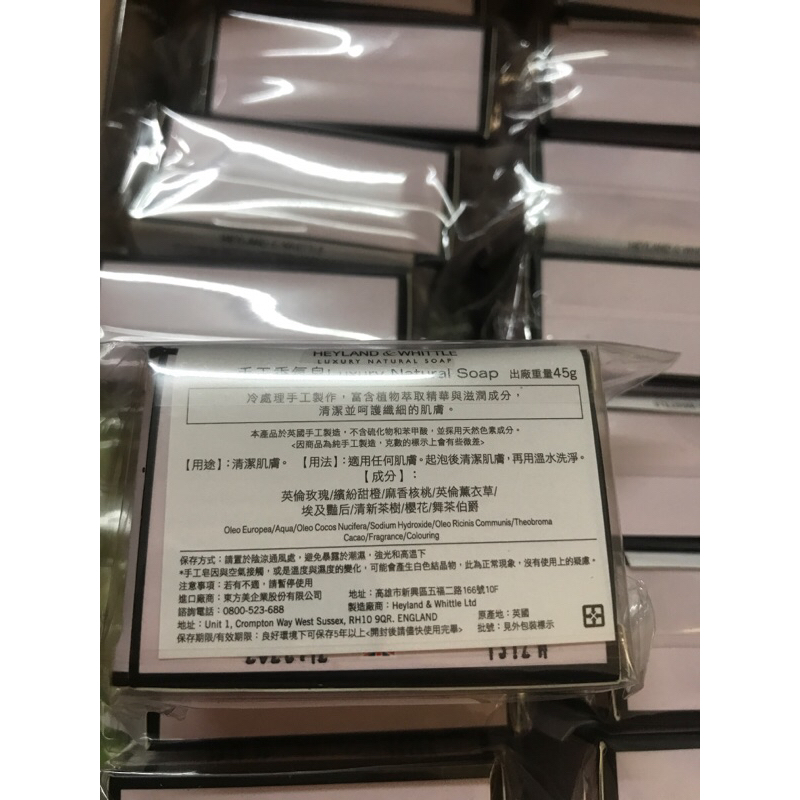 HEYLAND & WHITTLE
HEYLAND & WHITTLE
LUXURY NATURAL SOAP
手工香氛皂Luxury Natural Soap 出廠重量45g
冷處理手工製作，富含植物萃取精華與滋潤成分，
清潔並呵護纖細的肌膚。
本產品於英國手工製造，不含硫化物和苯甲酸，並採用天然色素成分。
<因商品為純手工製造，克數的標示上會有些微差>
【用途】：清潔肌膚。 【用法】：適用任何肌膚。起泡後清潔肌膚，再用溫水洗淨。
【成分】：
英倫玫瑰/繽紛甜橙/麻香核桃/英倫薰衣草/
埃及豔后/清新茶樹/櫻花/舞茶伯爵
Oleo Europea/Aqua/Oleo Cocos Nucifera/Sodium Hydroxide/Oleo Ricinis Communis/Theobroma
Cacao/Fragrance/Colouring
保存方式：請置於陰涼通風處，避免暴露於潮濕，強光和高溫下
*手工皂因與空氣接觸，或是溫度與濕度的變化，可能會產生白色結晶物，此為正常現象，沒有使用上的疑慮。
注意事項：若有不適，請暫停使用
進口廠商：東方美企業股份有限公司 地址：高雄市新興區五福二路166號10F
諮詢電話：0800-523-688 製造廠商：Heyland & Whittle Ltd
地址：Unit 1, Crompton Way West Sussex, RH10 9QR. ENGLAND 原產地：英國
保存期限/有效期限：良好環境下可保存5年以上<開封後請儘快使用完畢> 批號：見外包裝標示